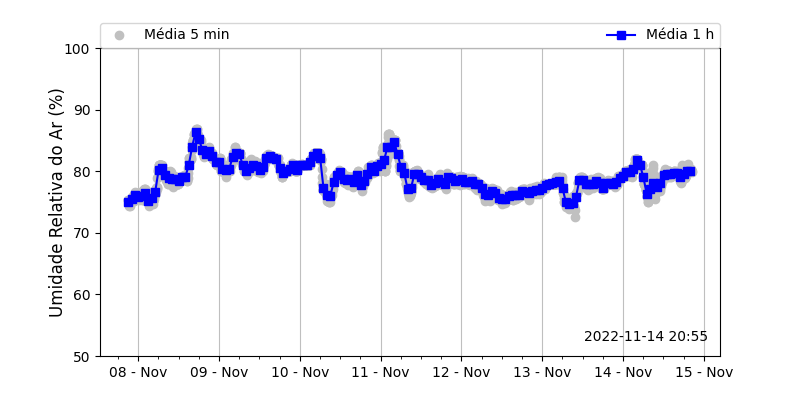 Média 5 min
Média 1 h
Umidade Relativa do Ar (%)
100
90
80
70
60
50
2022-11-14 20:55
08 - Nov
09 - Nov
10 - Nov
11 - Nov
12 - Nov
13 - Nov
14 - Nov
15 - Nov